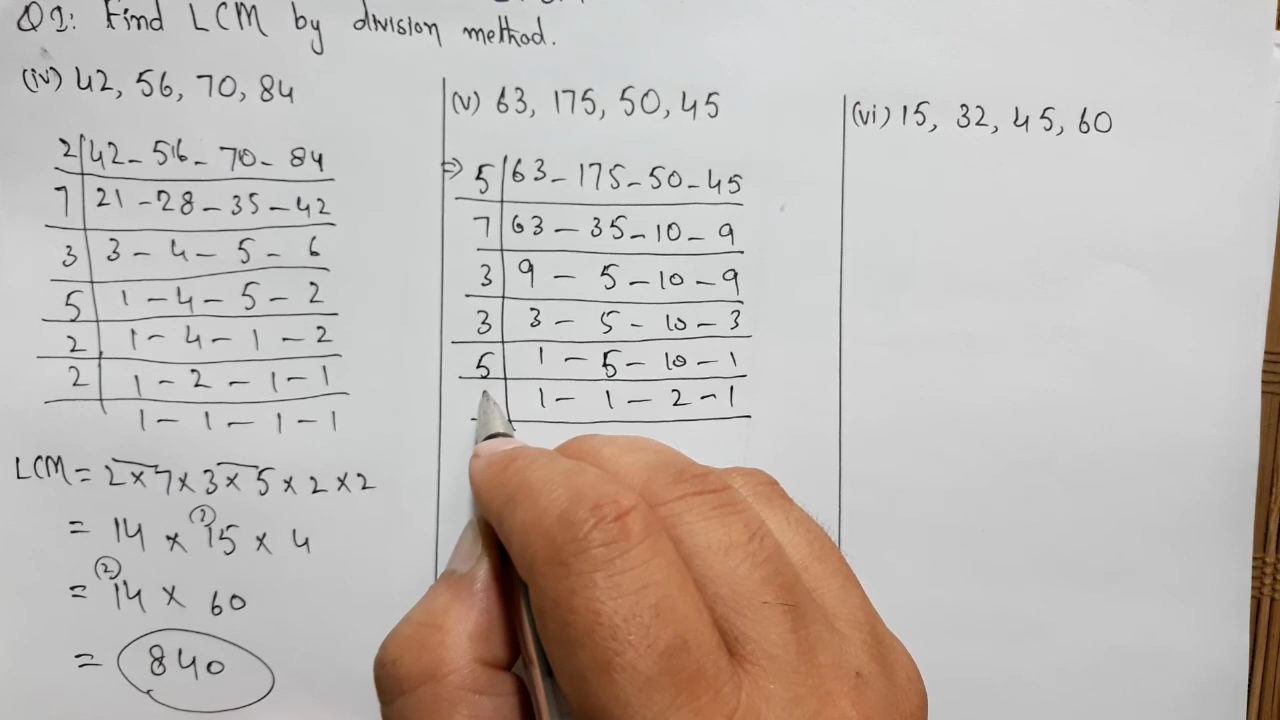 Q2: Find LCM by division method.
(iv) 42, 56, 70, 84
2 42 - 56 - 70 - 84
7 21 - 28 - 35 - 42
3 3 - 4 - 5 - 6
5 1 - 4 - 5 - 2
2 1 - 4 - 1 - 2
2 1 - 2 - 1 - 1
1 - 1 - 1 - 1
LCM = 2 × 7 × 3 × 5 × 2 × 2
= 14 × 15 × 4
(2)
= 14 × 60
(2)
= 840
(v) 63, 175, 50, 45
⇒ 5 63 - 175 - 50 - 45
7 63 - 35 - 10 - 9
3 9 - 5 - 10 - 9
3 3 - 5 - 10 - 3
5 1 - 5 - 10 - 1
1 - 1 - 2 - 1
(vi) 15, 32, 45, 60